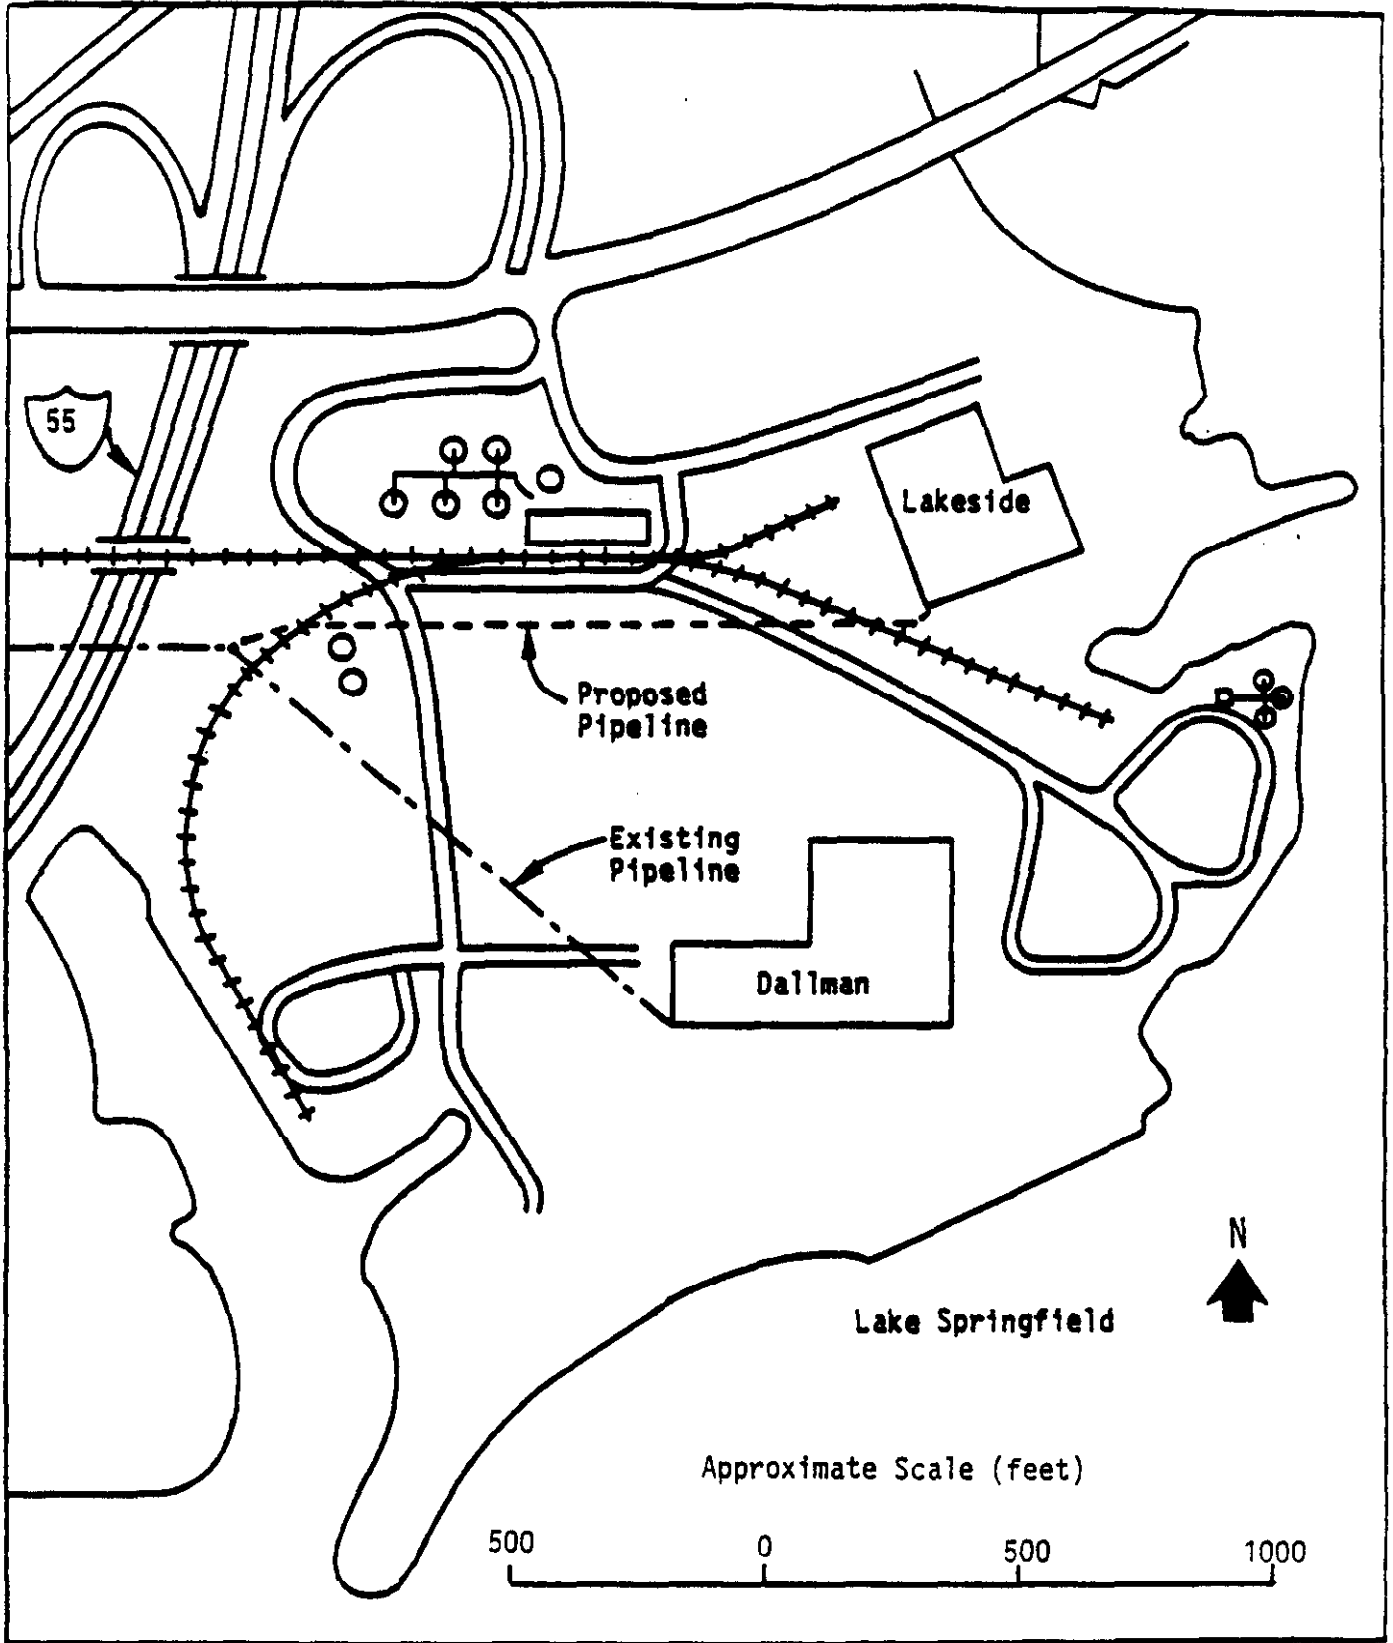 55
Lakeside
Proposed
Pipeline
Existing
Pipeline
Dallman
N
Lake Springfield
Approximate Scale (feet)
500 0 500 1000